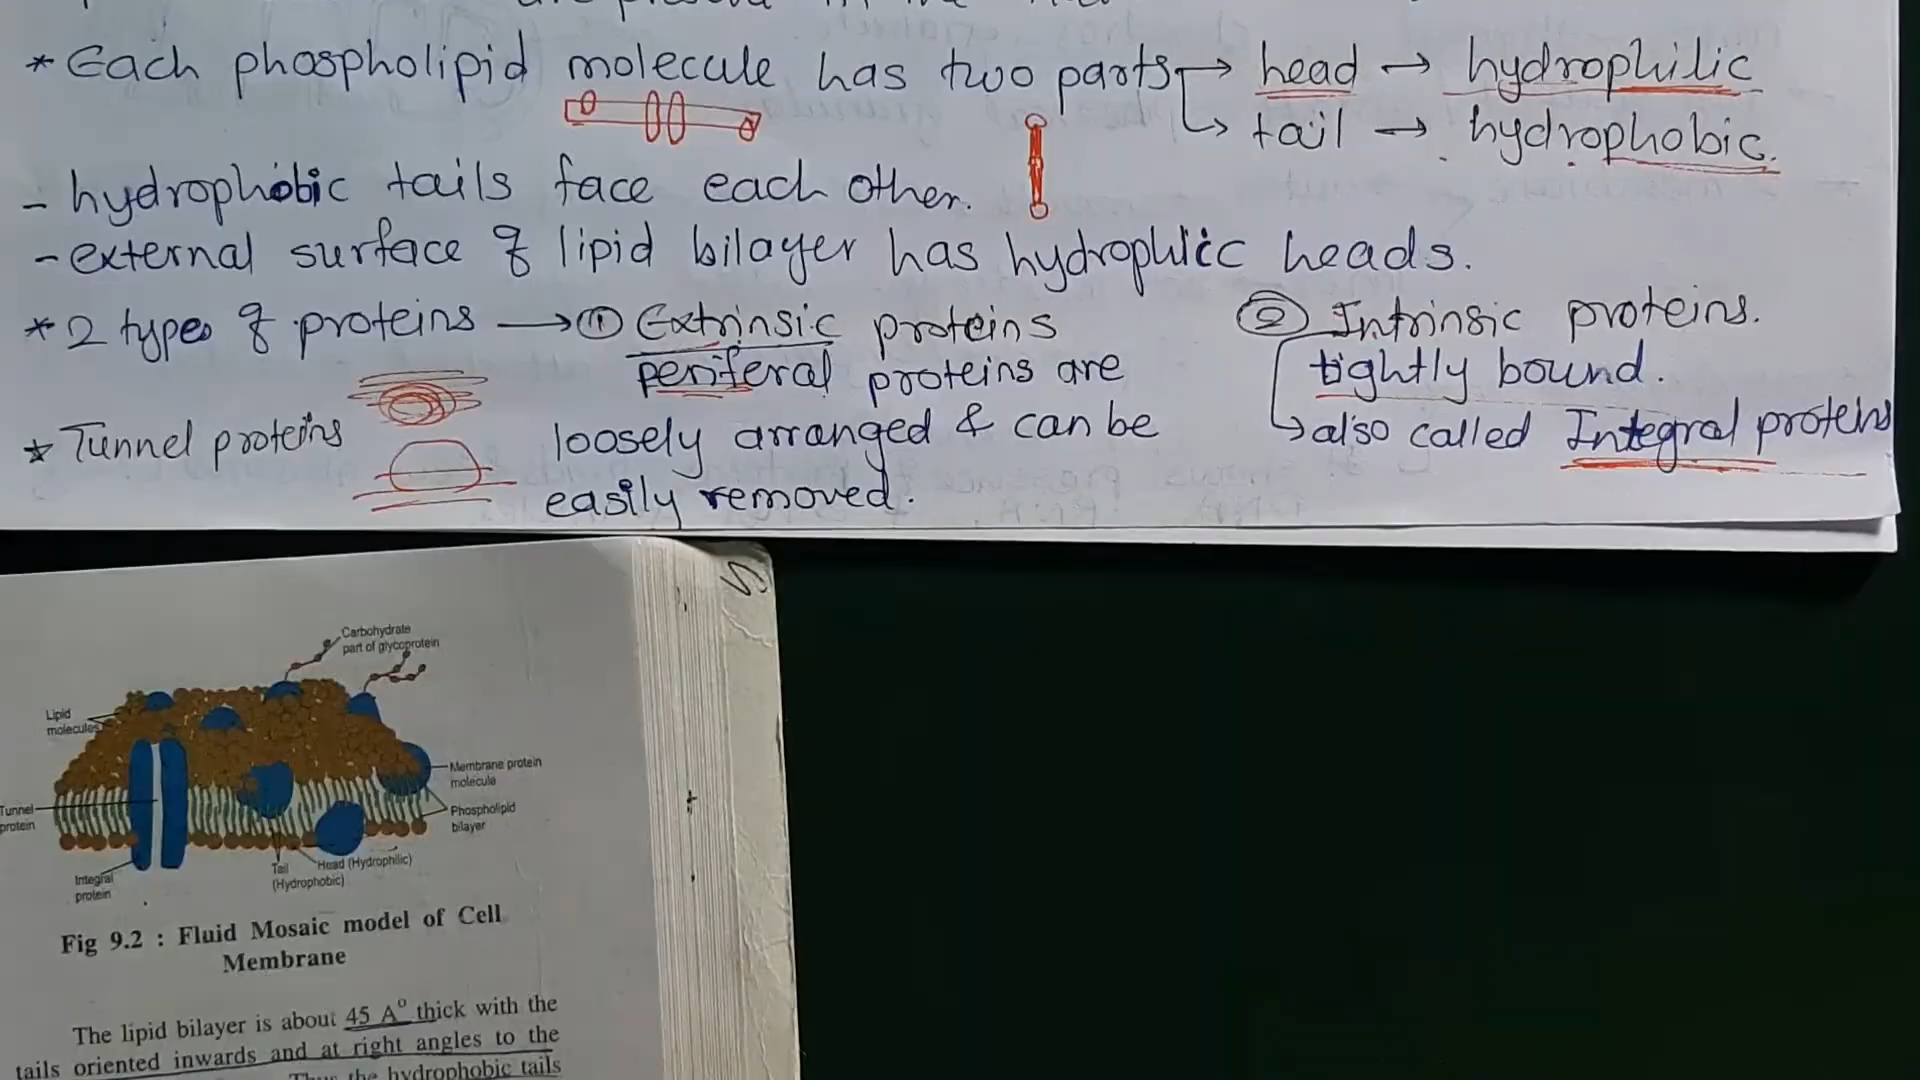 * Each phospholipid molecule has two parts → head → hydrophilic
↳ tail → hydrophobic.
- hydrophobic tails face each other.
- external surface of lipid bilayer has hydrophlic heads.
* 2 types of proteins → ① Extrinsic proteins
periferal proteins are
loosely arranged & can be
easily removed.
② Intrinsic proteins.
tightly bound.
↳ also called Integral proteins
* Tunnel proteins
Carbohydrate
part of glycoprotein
Lipid
molecules
Membrane protein
molecule
Tunnel
protein
Phospholipid
bilayer
Integral
protein
Tail
(Hydrophobic)
Head (Hydrophilic)
Fig 9.2 : Fluid Mosaic model of Cell
Membrane
The lipid bilayer is about 45 A° thick with the
tails oriented inwards and at right angles to the
the hydrophobic tails